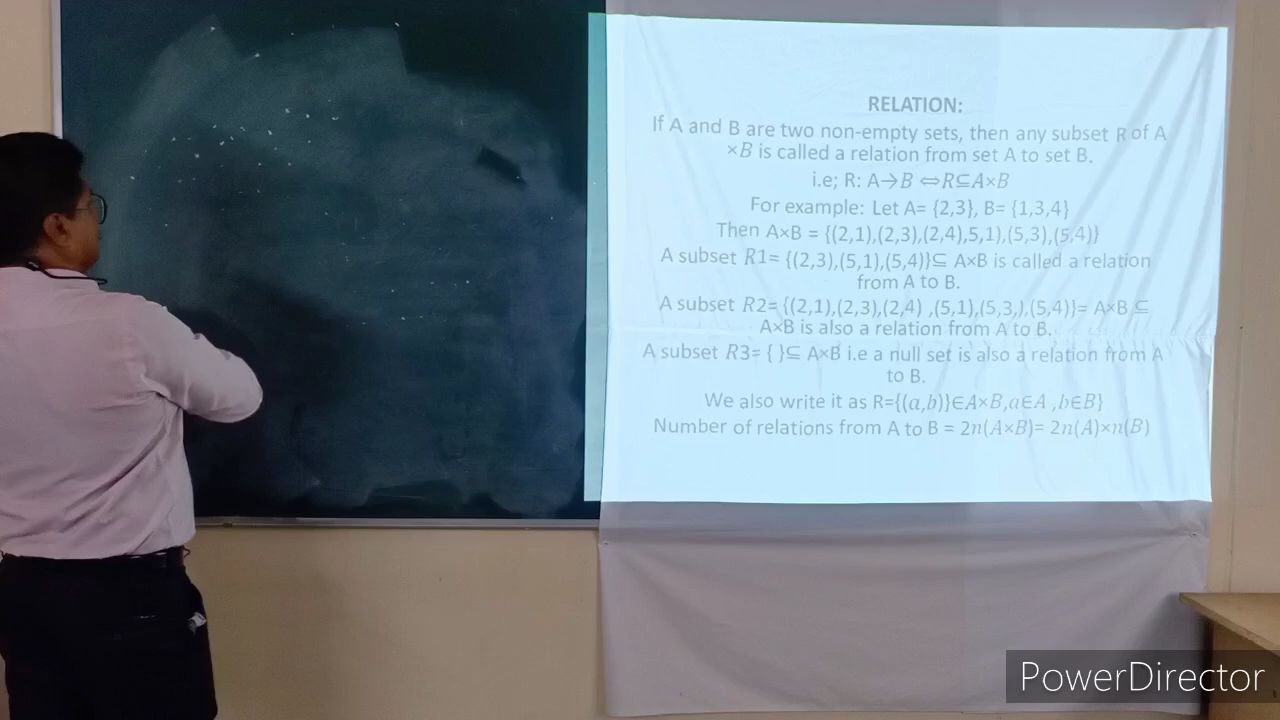 RELATION:
If A and B are two non-empty sets, then any subset R of A
×B is called a relation from set A to set B.
i.e; R: A→B ⇔R⊆A×B
For example: Let A= {2,3}, B= {1,3,4}
Then A×B = {(2,1),(2,3),(2,4),5,1),(5,3),(5,4)}
A subset R1= {(2,3),(5,1),(5,4)}⊆ A×B is called a relation
from A to B.
A subset R2= {(2,1),(2,3),(2,4) ,(5,1),(5,3,),(5,4)}= A×B ⊆
A×B is also a relation from A to B.
A subset R3= { }⊆ A×B i.e a null set is also a relation from A
to B.
We also write it as R={(a,b)}∈A×B,a∈A ,b∈B}
Number of relations from A to B = 2n(A×B)= 2n(A)×n(B)
PowerDirector